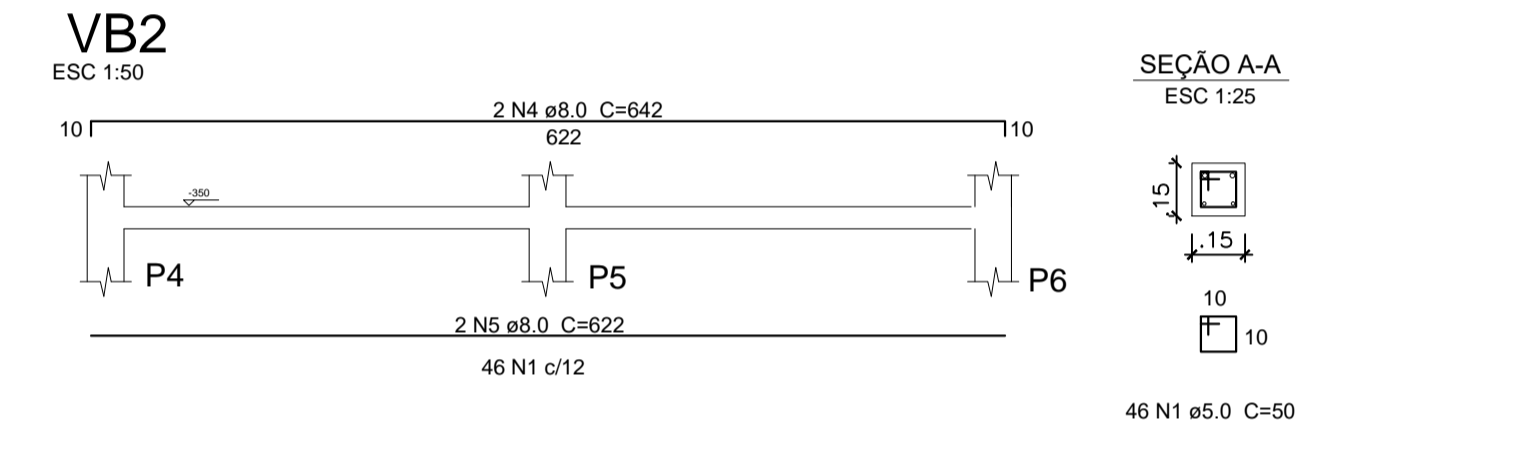 VB2
ESC 1:50
2 N4 ø8.0 C=642
10
622
10
-350
P4
P5
P6
2 N5 ø8.0 C=622
46 N1 c/12
SEÇÃO A-A
ESC 1:25
.15
.15
10
10
46 N1 ø5.0 C=50